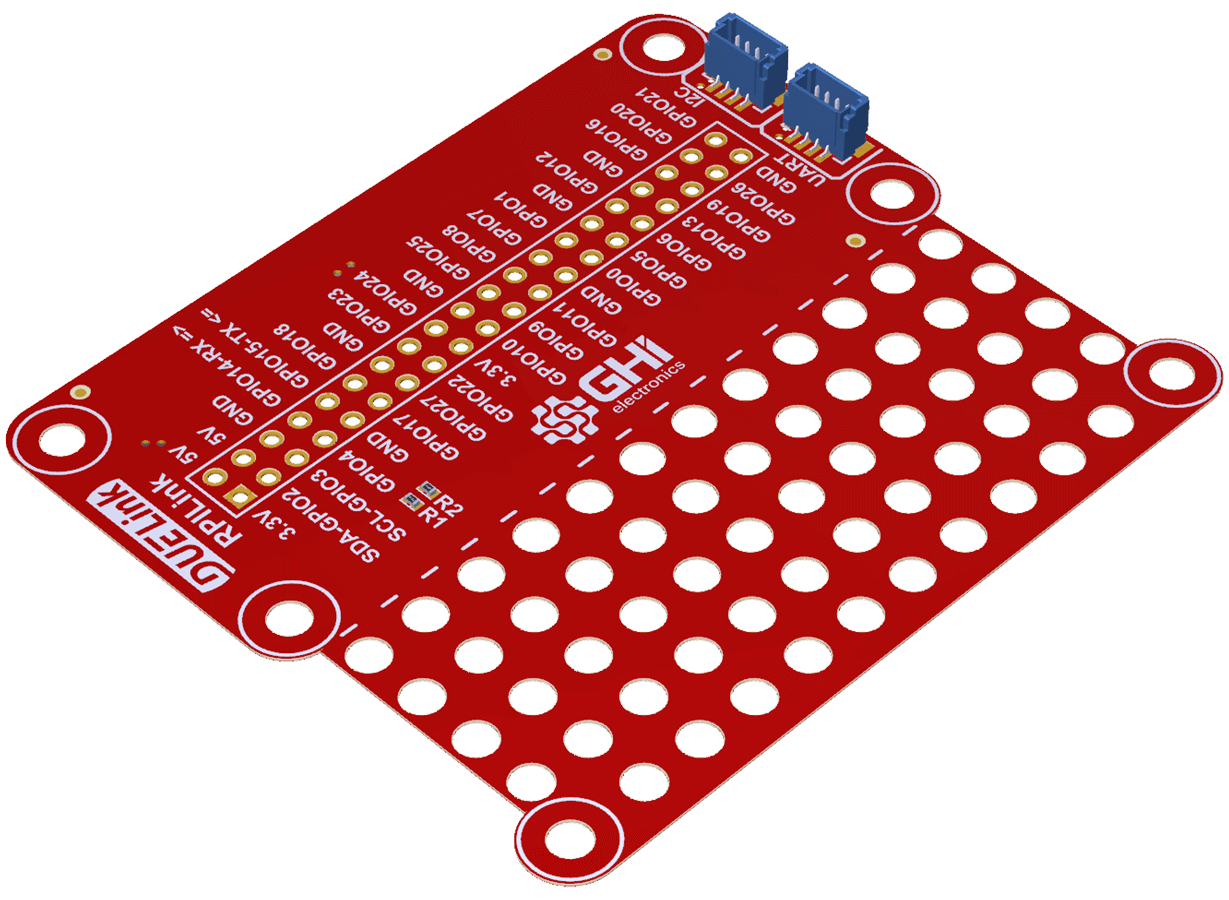 I2C
UART
GPIO21
GPIO20
GPIO16
GND
GPIO12
GND
GPIO1
GPIO7
GPIO8
GPIO25
GND
GPIO24
GPIO23
GND
GPIO18
GPIO15-TX =>
GPIO14-RX <=
GND
5V
5V
GND
GPIO26
GPIO19
GPIO13
GPIO6
GPIO5
GPIO0
GND
GPIO11
GPIO9
GPIO10
3.3V
GPIO22
GPIO27
GPIO17
GND
GPIO4
SCL-GPIO3
SDA-GPIO2
3.3V
GHI
electronics
R2
R1
RPILink
DUELink